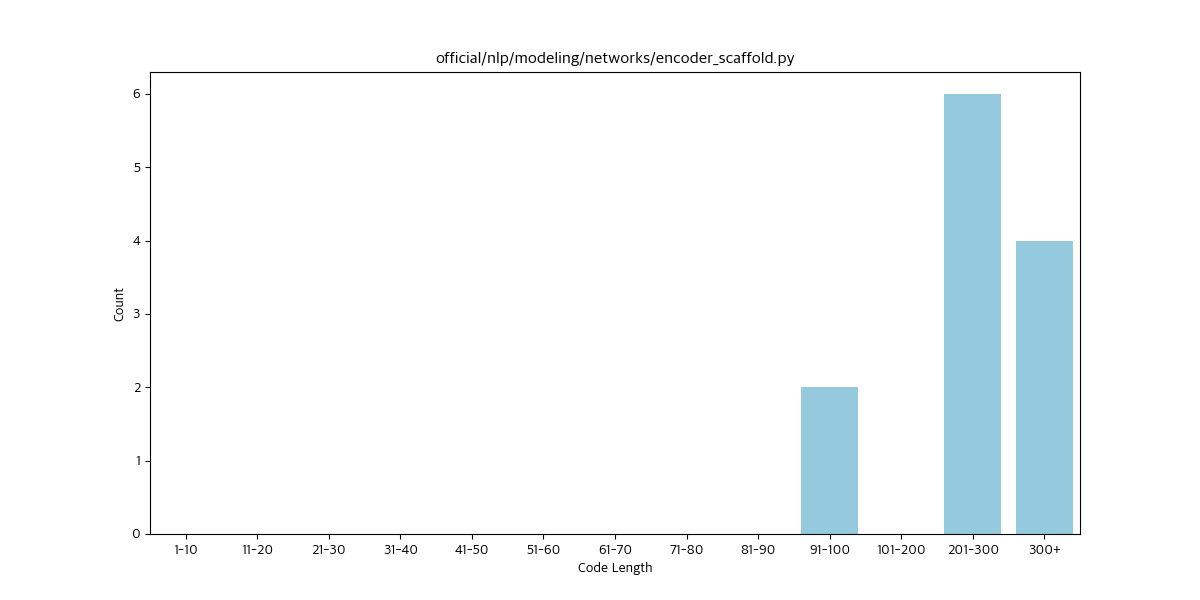 official/nlp/modeling/networks/encoder_scaffold.py
6
5
4
3
2
1
0
Count
1-10 11-20 21-30 31-40 41-50 51-60 61-70 71-80 81-90 91-100 101-200 201-300 300+
Code Length